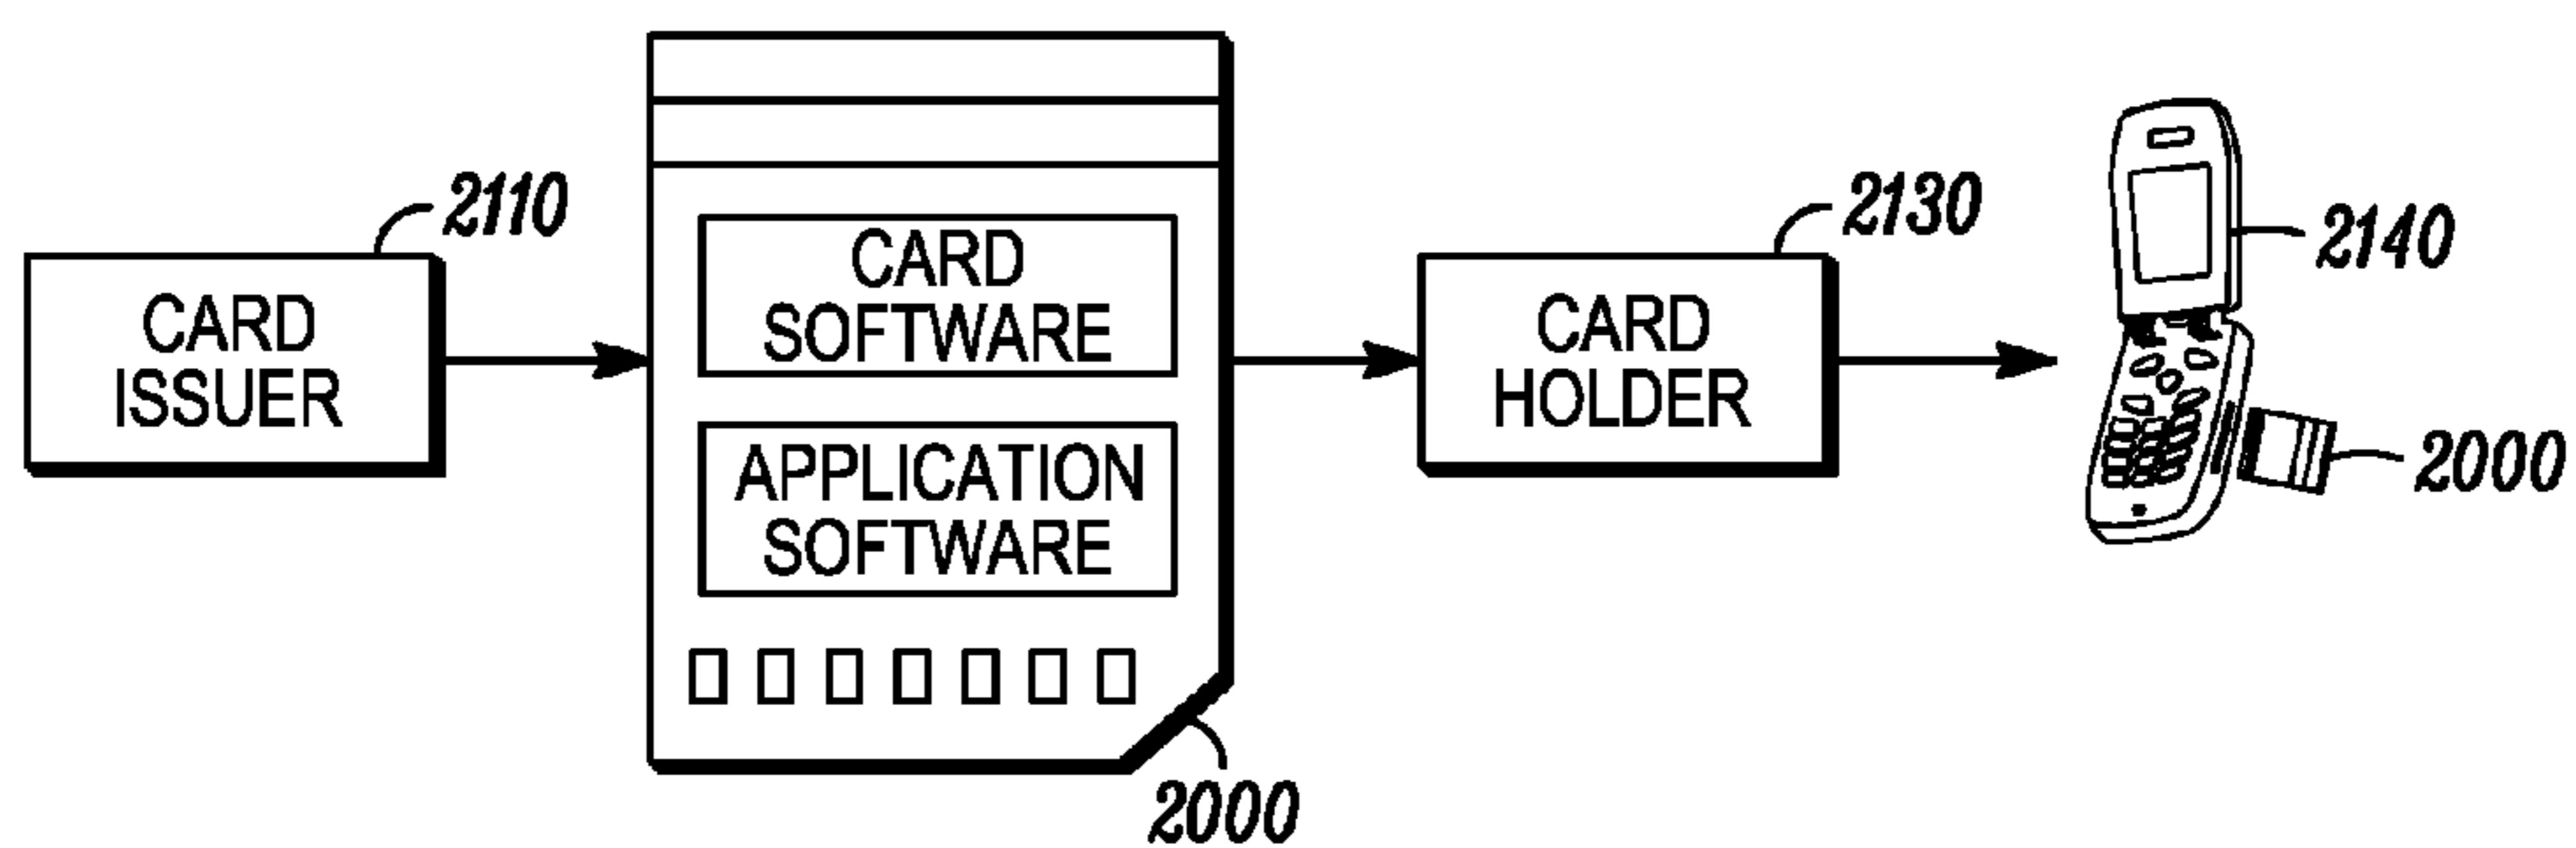 2110
CARD
ISSUER
CARD
SOFTWARE
APPLICATION
SOFTWARE
2000
2130
CARD
HOLDER
2140
2000